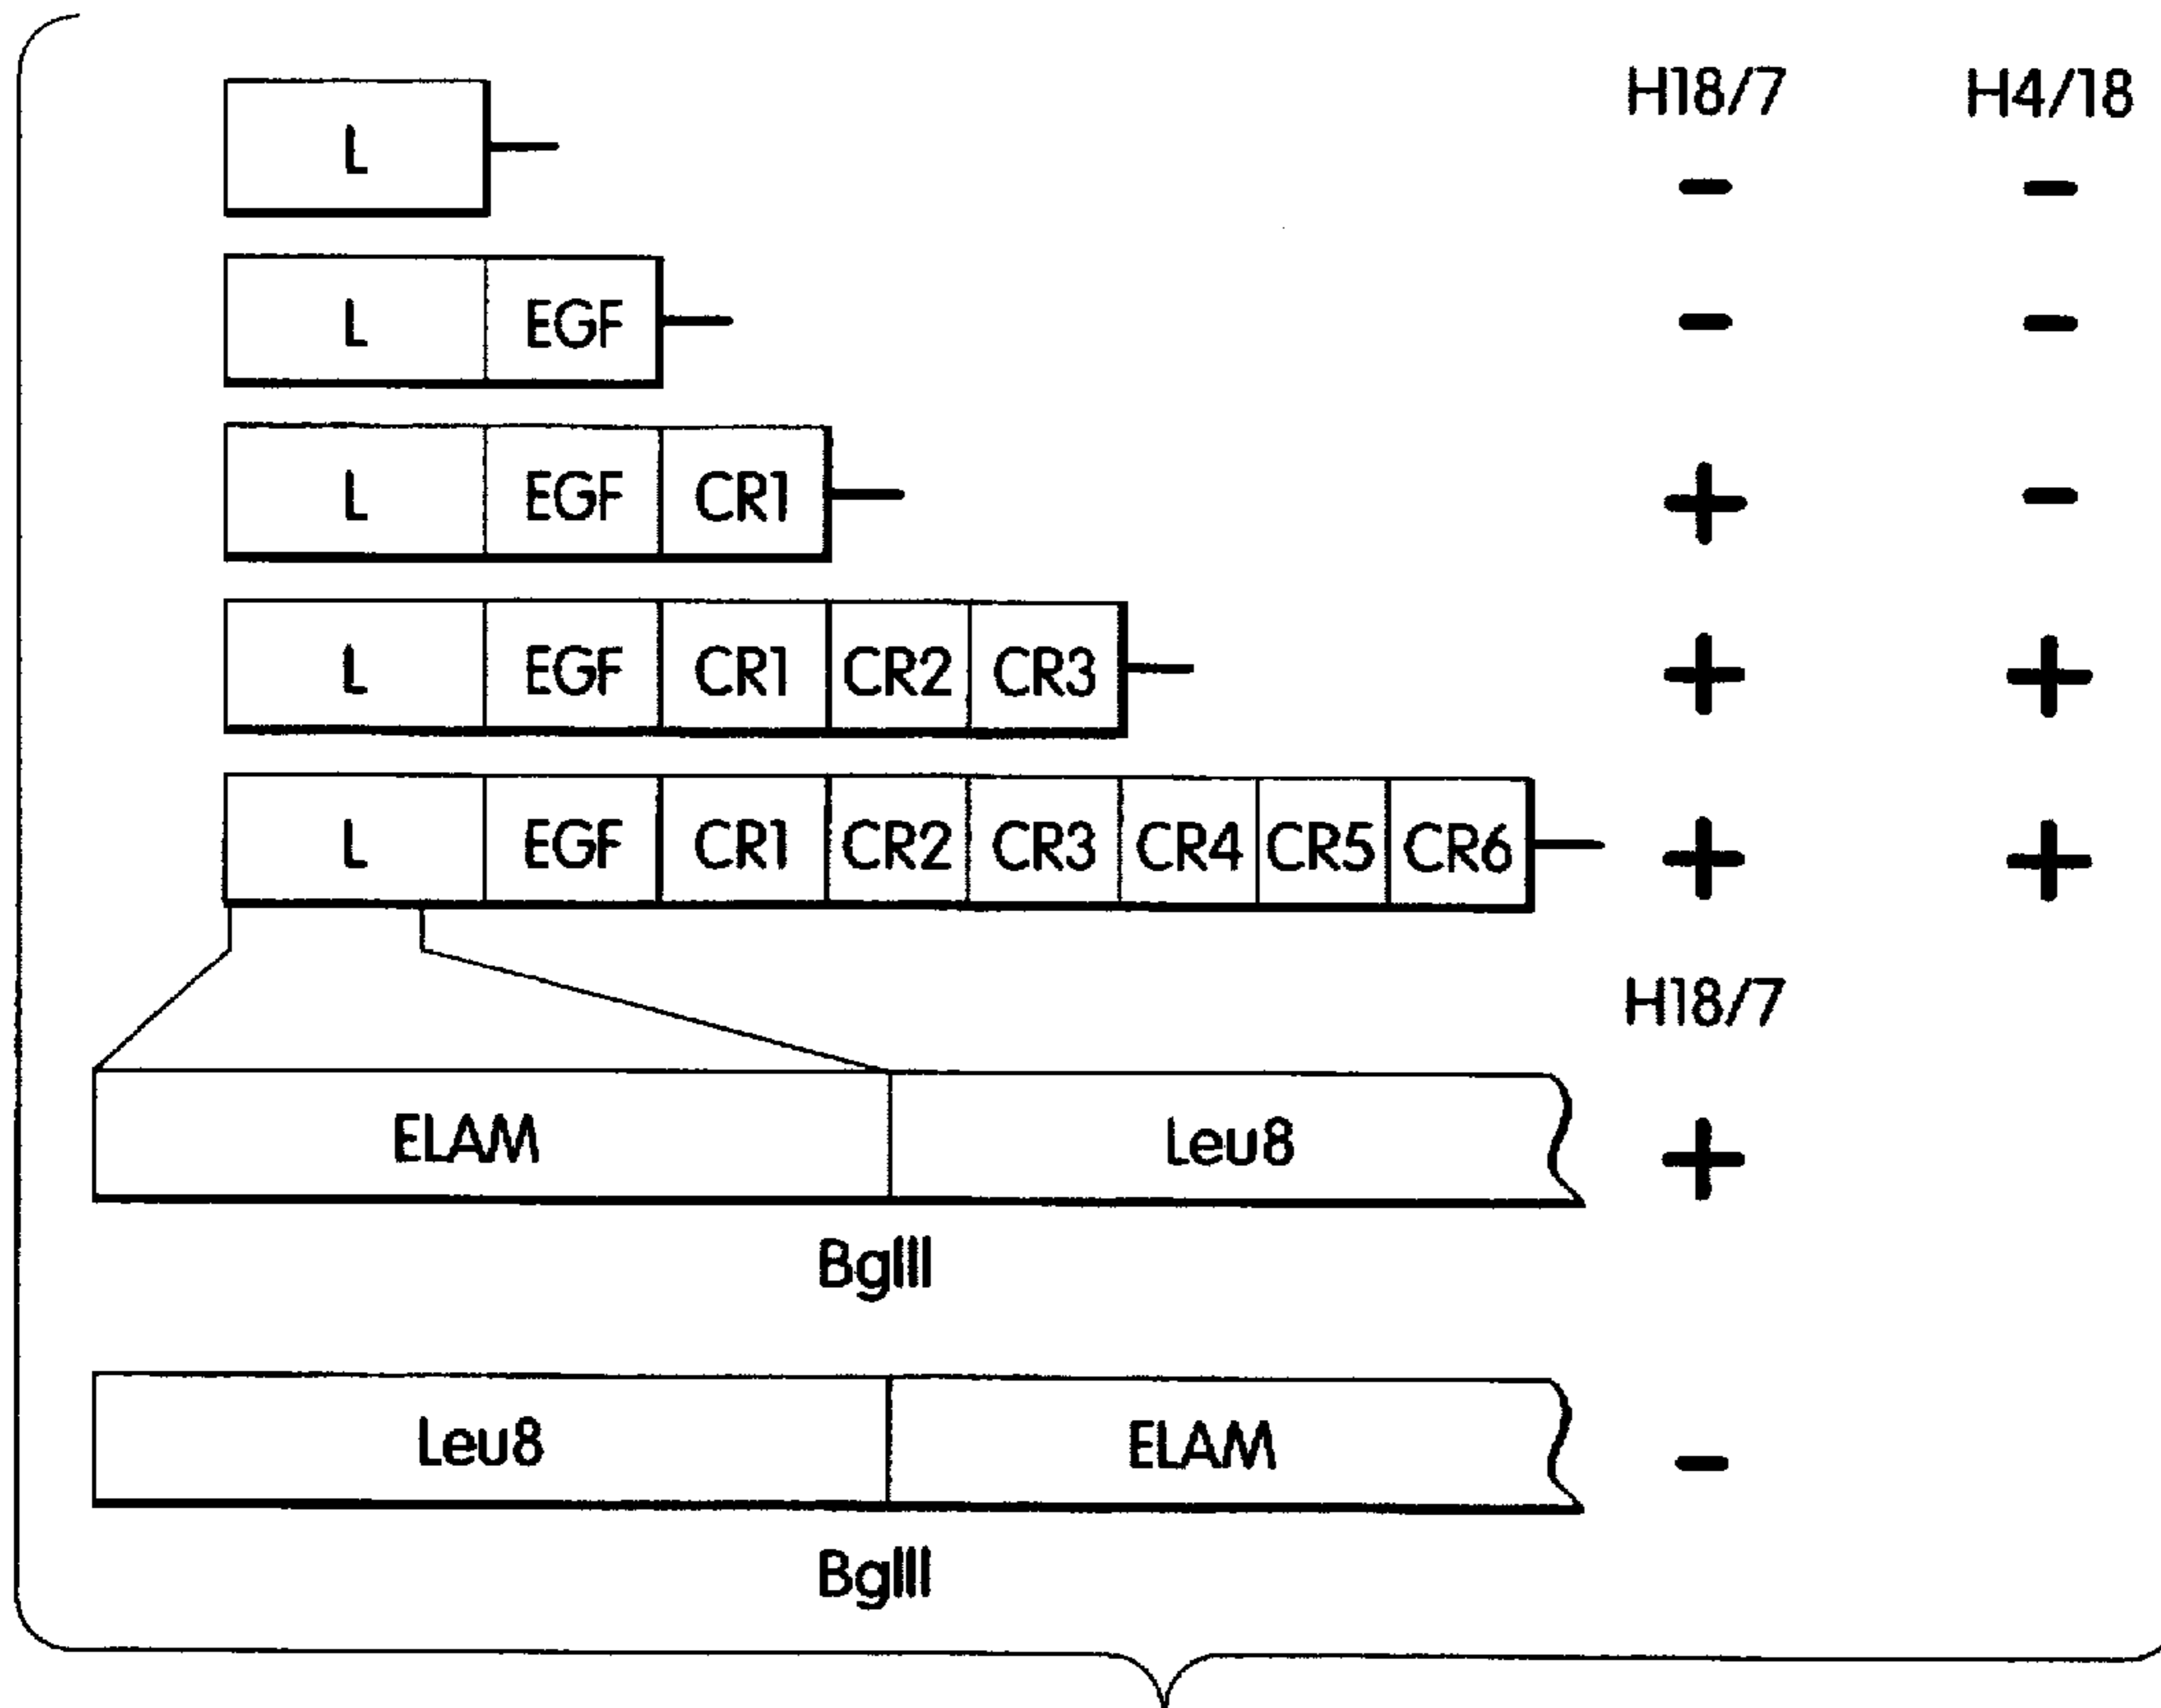 H18/7 H4/18
L - -
L EGF - -
L EGF CR1 + -
L EGF CR1 CR2 CR3 + +
L EGF CR1 CR2 CR3 CR4 CR5 CR6 + +
H18/7
ELAM Leu8 +
BglII
Leu8 ELAM -
BglII